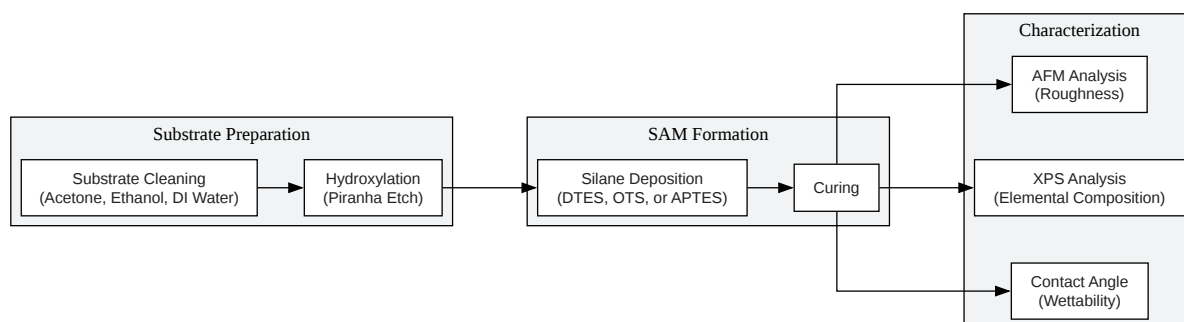 Substrate Preparation
Substrate Cleaning
(Acetone, Ethanol, DI Water)
Hydroxylation
(Piranha Etch)
SAM Formation
Silane Deposition
(DTES, OTS, or APTES)
Curing
Characterization
AFM Analysis
(Roughness)
XPS Analysis
(Elemental Composition)
Contact Angle
(Wettability)